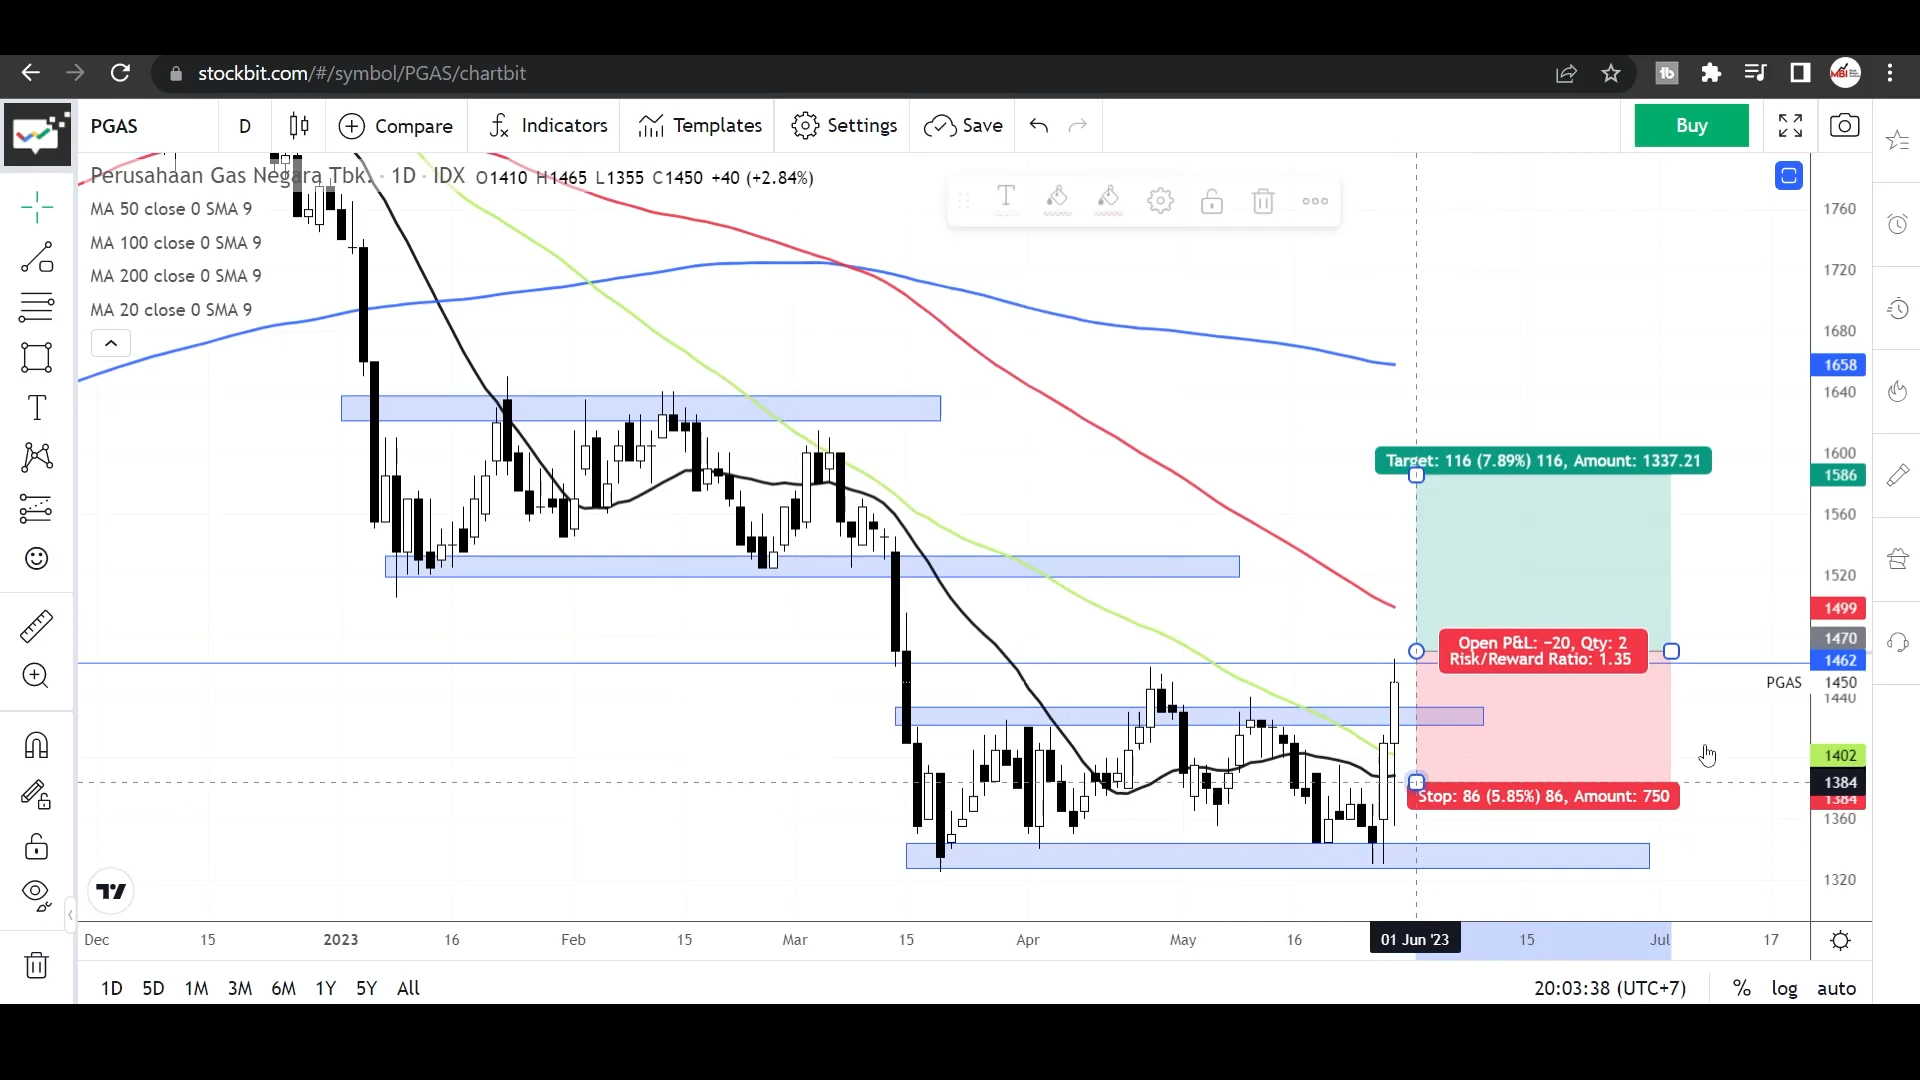 stockbit.com/#/symbol/PGAS/chartbit
PGAS D Compare Indicators Templates Settings Save Buy
Perusahaan Gas Negara Tbk. · 1D · IDX O1410 H1465 L1355 C1450 +40 (+2.84%)
MA 50 close 0 SMA 9
MA 100 close 0 SMA 9
MA 200 close 0 SMA 9
MA 20 close 0 SMA 9
1760
1720
1680
1658
1640
1600
1586
1560
1520
1499
1470
1462
PGAS 1450
1440
1402
1384
1384
1360
1320
Target: 116 (7.89%) 116, Amount: 1337.21
Open P&L: −20, Qty: 2
Risk/Reward Ratio: 1.35
Stop: 86 (5.85%) 86, Amount: 750
Dec 15 2023 16 Feb 15 Mar 15 Apr May 16 01 Jun '23 15 Jul 17
1D 5D 1M 3M 6M 1Y 5Y All 20:03:38 (UTC+7) % log auto